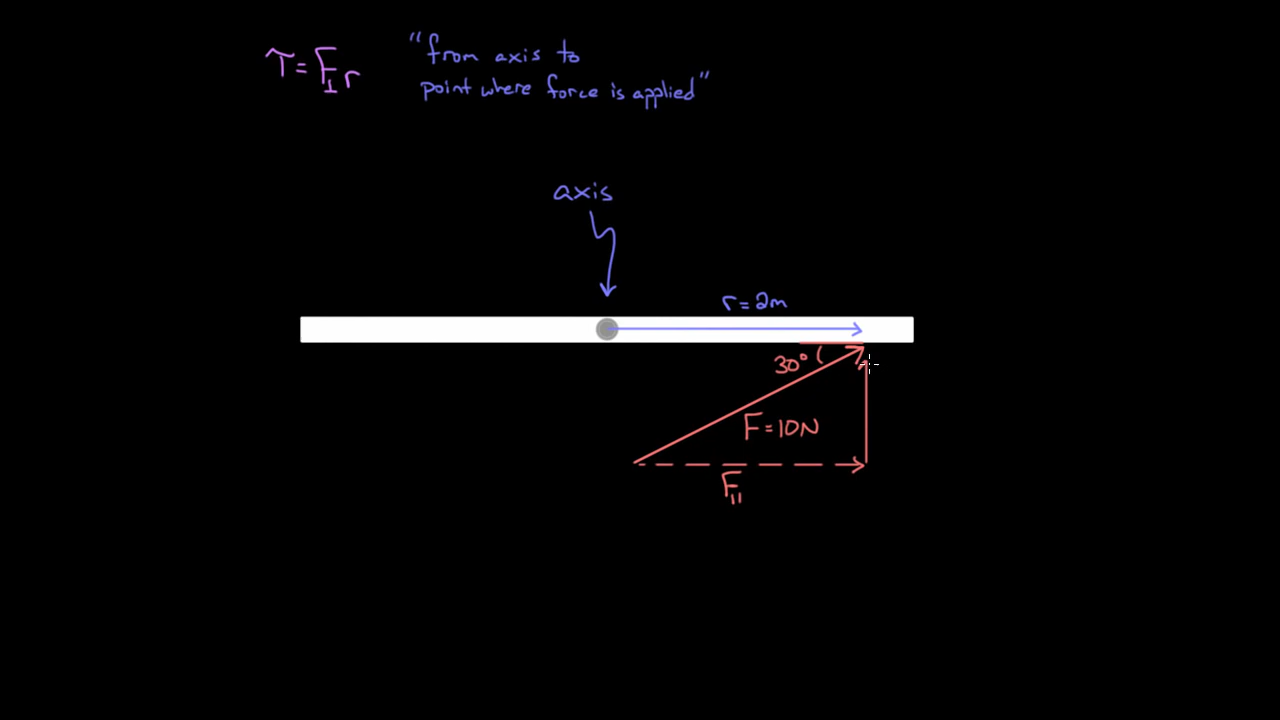 τ = F⊥ r
"from axis to
point where force is applied"
axis
r = 2m
30°
F = 10N
F||